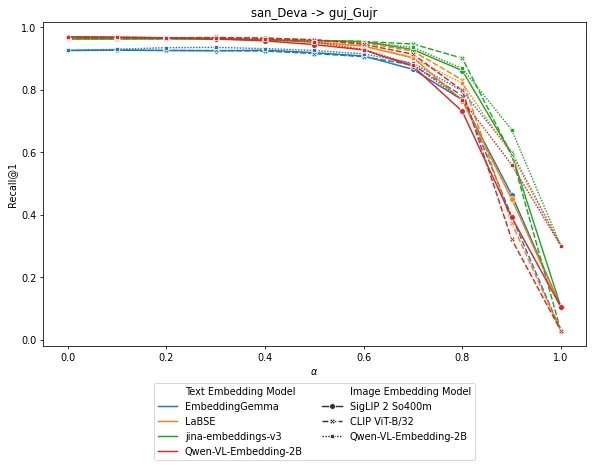 san_Deva -> guj_Gujr
1.0
0.8
0.6
0.4
0.2
0.0
Recall@1
0.0 0.2 0.4 0.6 0.8 1.0
α
Text Embedding Model Image Embedding Model
EmbeddingGemma SigLIP 2 So400m
LaBSE CLIP ViT-B/32
jina-embeddings-v3 Qwen-VL-Embedding-2B
Qwen-VL-Embedding-2B